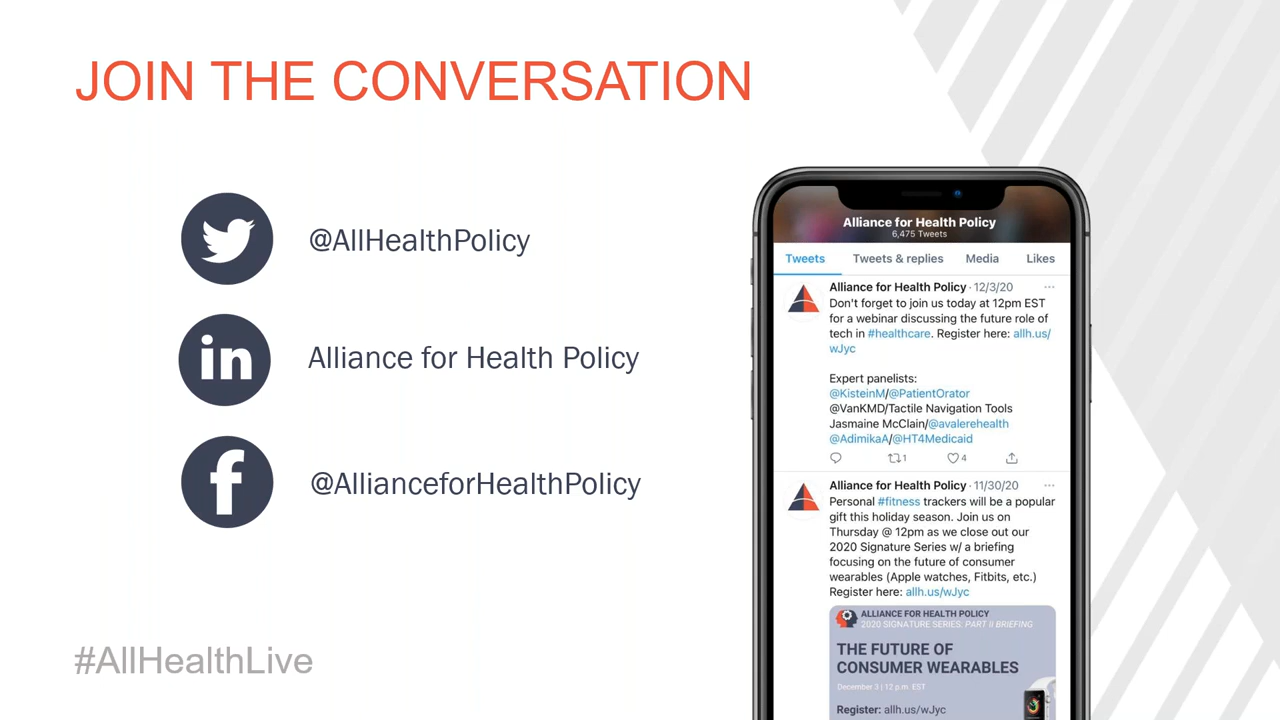 JOIN THE CONVERSATION
@AllHealthPolicy
in
Alliance for Health Policy
f
@AllianceforHealthPolicy
#AllHealthLive
Alliance for Health Policy
6,475 Tweets
Tweets Tweets & replies Media Likes
Alliance for Health Policy · 12/3/20 ...
Don't forget to join us today at 12pm EST
for a webinar discussing the future role of
tech in #healthcare. Register here: allh.us/
wJyc
Expert panelists:
@KisteinM/@PatientOrator
@VanKMD/Tactile Navigation Tools
Jasmaine McClain/@avalerehealth
@AdimikaA/@HT4Medicaid
1 4
Alliance for Health Policy · 11/30/20 ...
Personal #fitness trackers will be a popular
gift this holiday season. Join us on
Thursday @ 12pm as we close out our
2020 Signature Series w/ a briefing
focusing on the future of consumer
wearables (Apple watches, Fitbits, etc.)
Register here: allh.us/wJyc
ALLIANCE FOR HEALTH POLICY
2020 SIGNATURE SERIES: PART II BRIEFING
THE FUTURE OF
CONSUMER WEARABLES
December 3 | 12 p.m. EST
Register: allh.us/wJyc